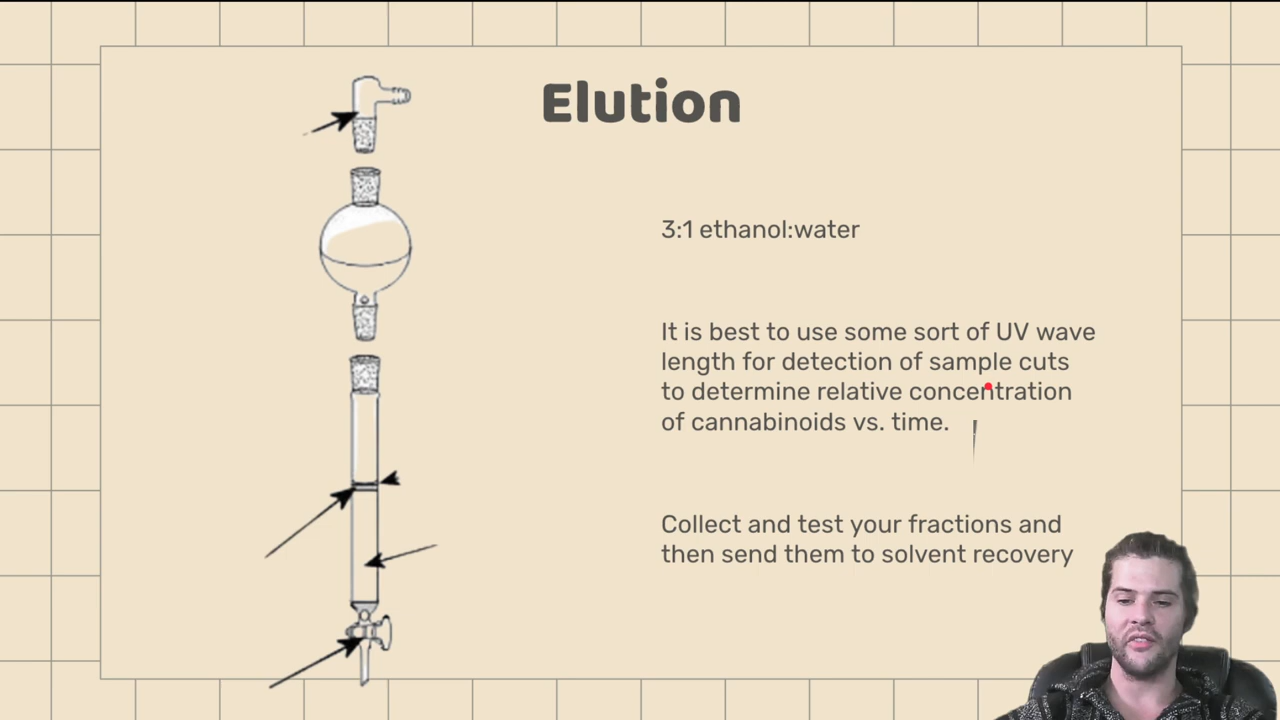 Elution
3:1 ethanol:water
It is best to use some sort of UV wave
length for detection of sample cuts
to determine relative concentration
of cannabinoids vs. time.
Collect and test your fractions and
then send them to solvent recovery